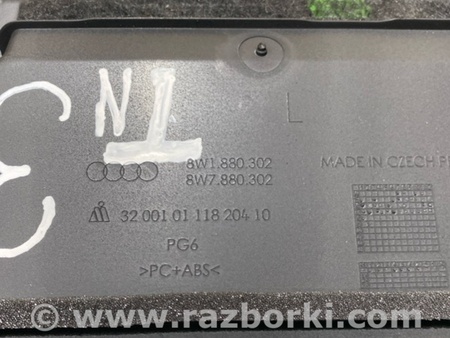 L
8W1.880.302
8W7.880.302
MADE IN CZECH
32 001 01 118 204 10
PG6
>PC+ABS<
www.razborki.com